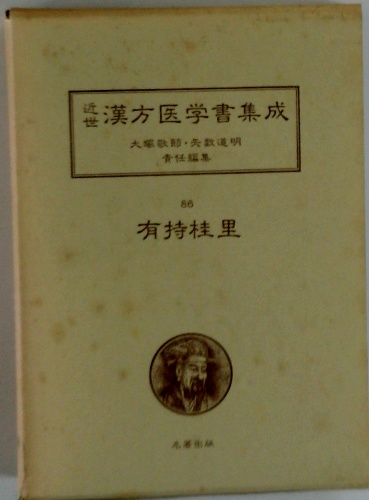 近世 漢方医学書集成
大塚敬節・矢数道明
責任編集
86
有持桂里
名著出版